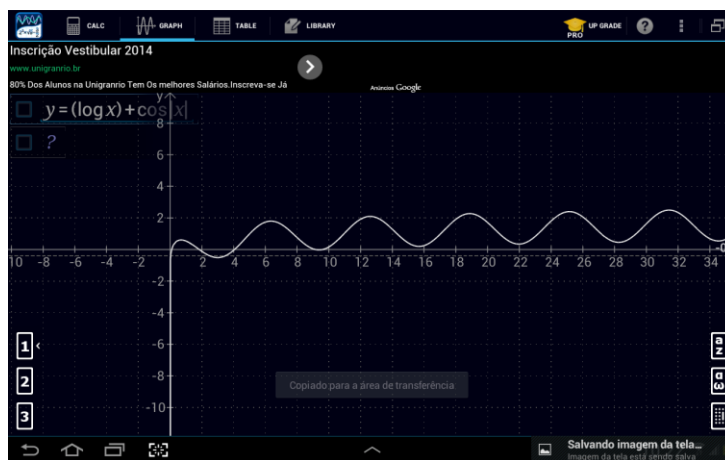 CALC GRAPH TABLE LIBRARY PRO UP GRADE ?
Inscrição Vestibular 2014
www.unigranrio.br
80% Dos Alunos na Unigranrio Tem Os melhores Salários.Inscreva-se Já
Anúncios Google
y=(log x)+cos|x|
y
8
?
6
4
2
10 -8 -6 -4 -2 2 4 6 8 10 12 14 16 18 20 22 24 26 28 30 32 34
-2
-4
-6
-8
-10
1
2
3
a z
α ω
Copiado para a área de transferência
Salvando imagem da tela...
Imagem da tela está sendo salva